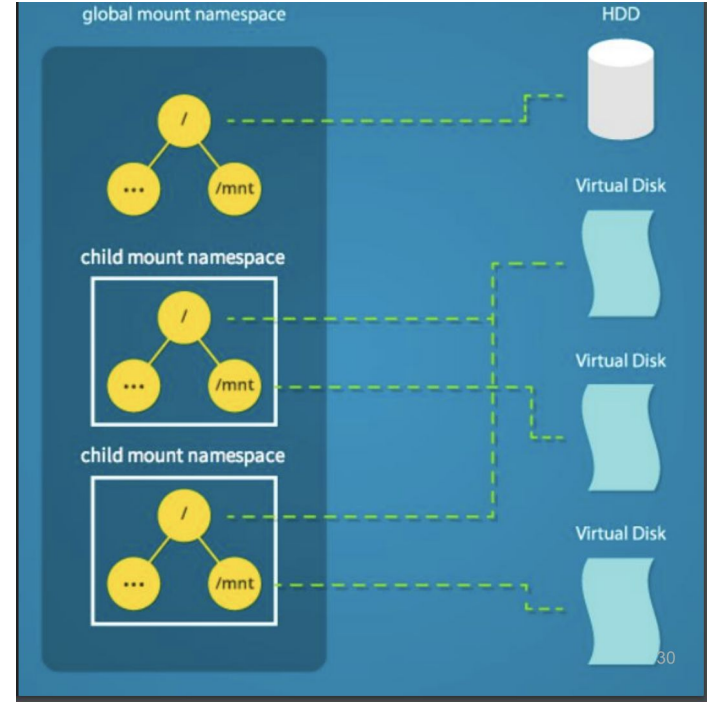 global mount namespace
HDD
/
...
/mnt
Virtual Disk
child mount namespace
/
...
/mnt
Virtual Disk
child mount namespace
/
...
/mnt
Virtual Disk
30